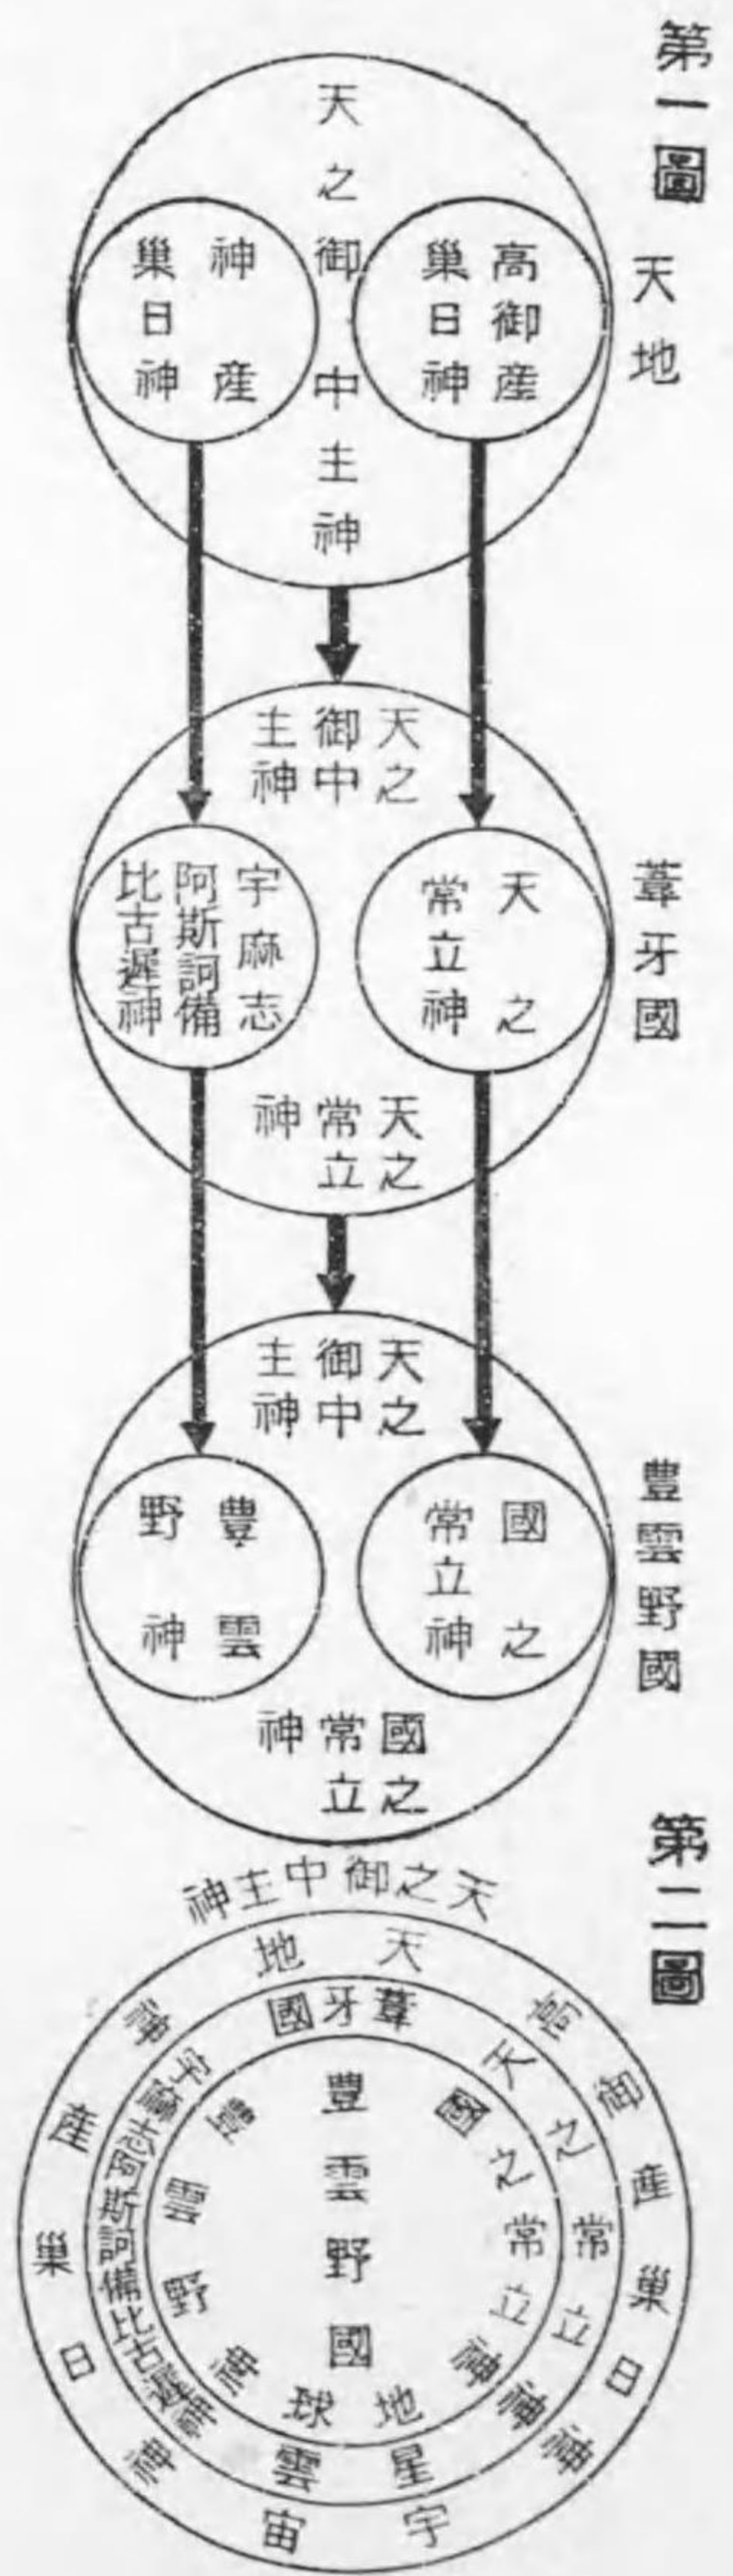 第一圖
天地
天之御中主神
高御産
巣日神
神産
巣日神
葦牙國
天之
御中
主神
天之
常立神
宇麻志
阿斯訶備
比古遲神
天之
常立
神
豊雲野國
天之
御中
主神
國之
常立神
豊雲
野神
國之
常立
神
第二圖
天之御中主神
天地
高御産巣日神
神産巣日神
宇宙
葦牙國
天之常立神
宇麻志阿斯訶備比古遲神
星雲
豊雲野國
國之常立神
豊雲野神
地球